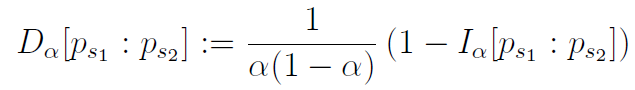 D_α[p_{s_1} : p_{s_2}] := \frac{1}{α(1 − α)} (1 − I_α[p_{s_1} : p_{s_2}])